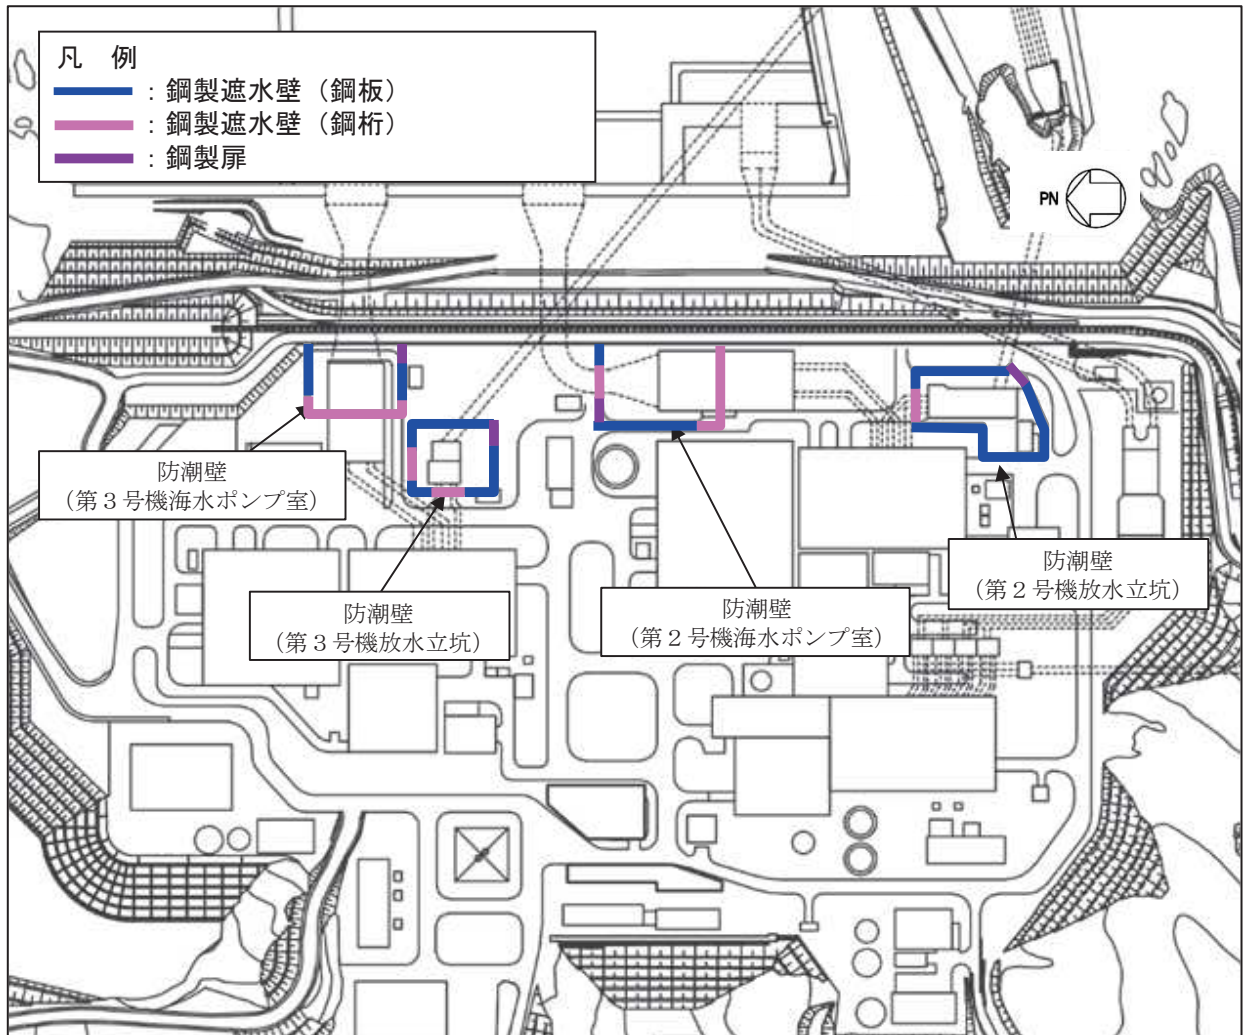 凡　例
：鋼製遮水壁（鋼板）
：鋼製遮水壁（鋼桁）
：鋼製扉
PN
防潮壁
（第３号機海水ポンプ室）
防潮壁
（第３号機放水立坑）
防潮壁
（第２号機海水ポンプ室）
防潮壁
（第２号機放水立坑）